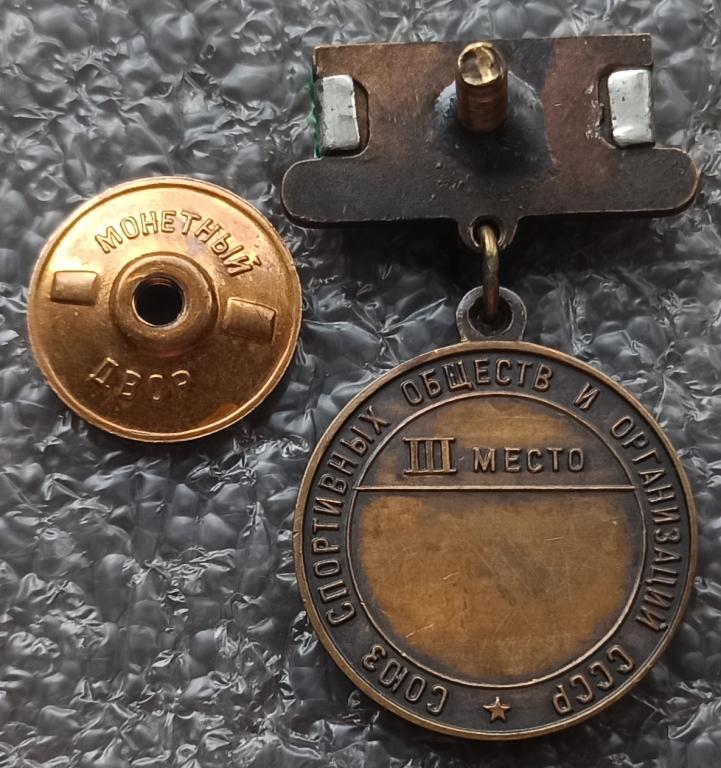 МОНЕТНЫЙ
ДВОР
СОЮЗ СПОРТИВНЫХ ОБЩЕСТВ И ОРГАНИЗАЦИЙ СССР
III МЕСТО